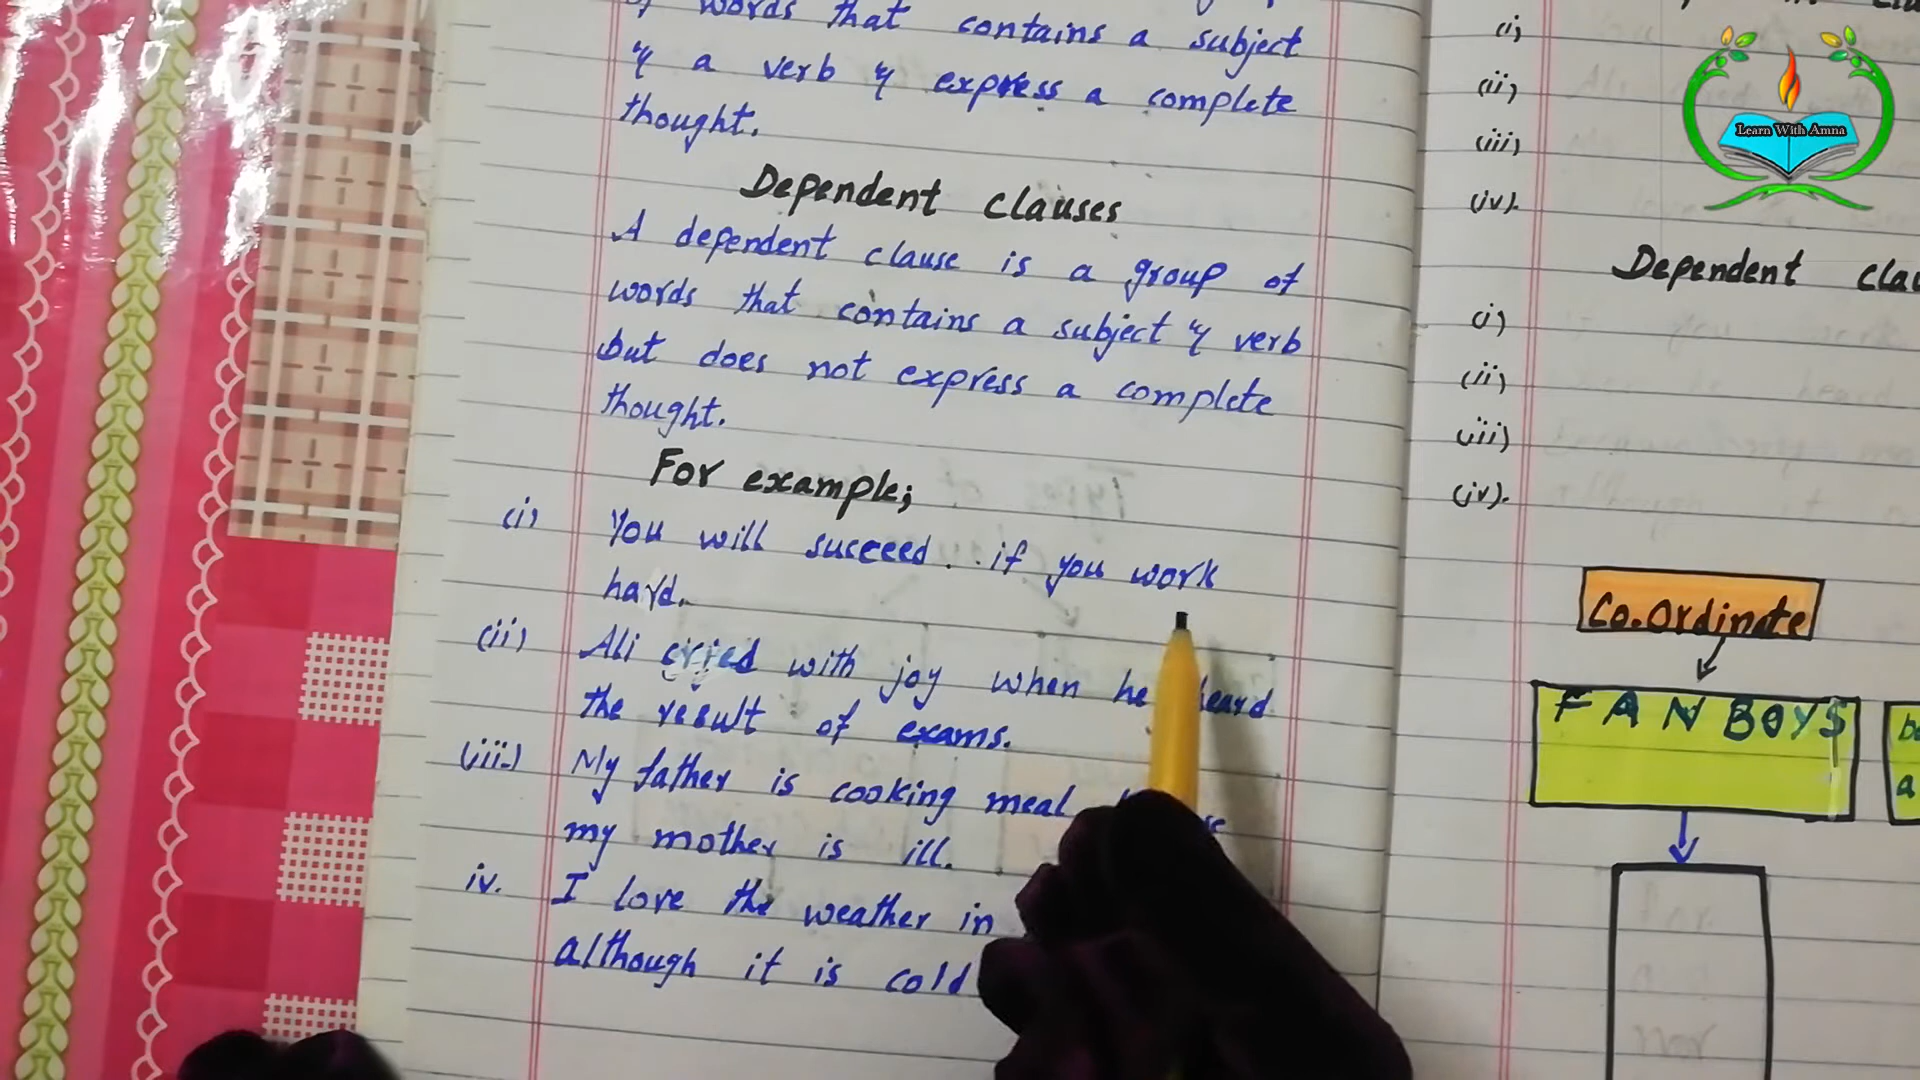 words that contains a subject
& a verb & express a complete
thought.
Dependent clauses
A dependent clause is a group of
words that contains a subject & verb
but does not express a complete
thought.
For example;
(i) You will succeed. if you work
hard.
(ii) Ali cried with joy when he heard
the result of exams.
(iii) My father is cooking meal
my mother is ill.
iv. I love the weather in
although it is cold
(i)
(ii)
(iii)
(iv).
Dependent
(i)
(ii)
(iii)
(iv).
Co.Ordinate
F A N B O Y S
a
Learn With Amna